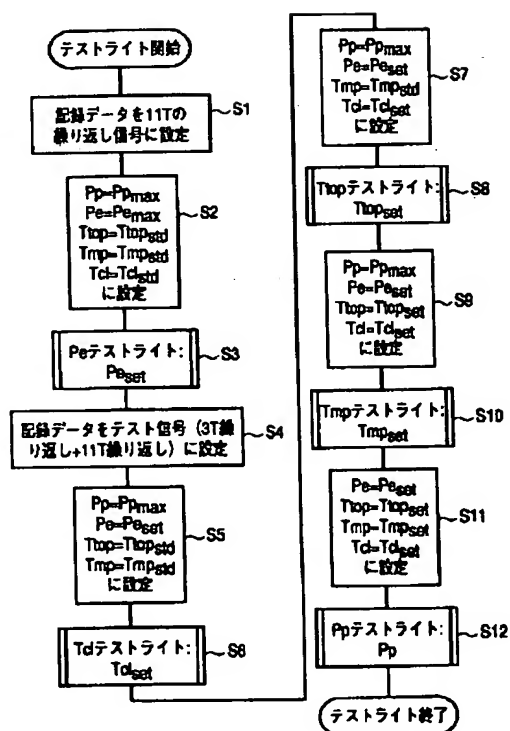 テストライト開始
記録データを11Tの
繰り返し信号に設定
S1
Pp=Ppmax
Pe=Pemax
Ttop=Ttopstd
Tmp=Tmpstd
Tcl=Tclstd
に設定
S2
Peテストライト:
Peset
S3
記録データをテスト信号(3T繰
り返し+11T繰り返し)に設定
S4
Pp=Ppmax
Pe=Peset
Ttop=Ttopstd
Tmp=Tmpstd
に設定
S5
Tclテストライト:
Tclset
S6
Pp=Ppmax
Pe=Peset
Tmp=Tmpstd
Tcl=Tclset
に設定
S7
Ttopテストライト:
Ttopset
S8
Pp=Ppmax
Pe=Peset
Ttop=Ttopset
Tcl=Tclset
に設定
S9
Tmpテストライト:
Tmpset
S10
Pe=Peset
Ttop=Ttopset
Tmp=Tmpset
Tcl=Tclset
に設定
S11
Ppテストライト:
Pp
S12
テストライト終了